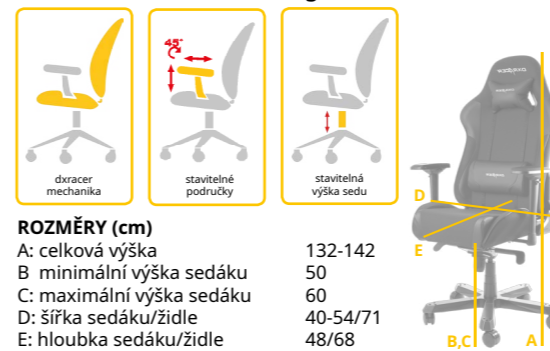 45°
dxracer
mechanika
stavitelné
područky
stavitelná
výška sedu
ROZMĚRY (cm)
A: celková výška 132-142
B minimální výška sedáku 50
C: maximální výška sedáku 60
D: šířka sedáku/židle 40-54/71
E: hloubka sedáku/židle 48/68
D
E
B,C
A